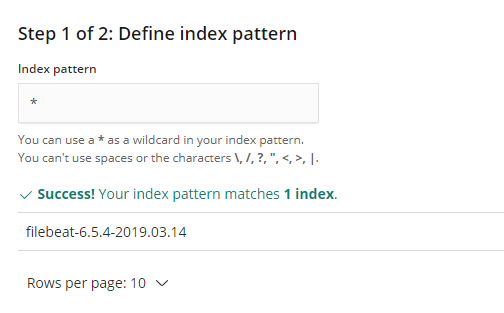 Step 1 of 2: Define index pattern
Index pattern
*
You can use a * as a wildcard in your index pattern.
You can't use spaces or the characters \, /, ?, ", <, >, |.
Success! Your index pattern matches 1 index.
filebeat-6.5.4-2019.03.14
Rows per page: 10